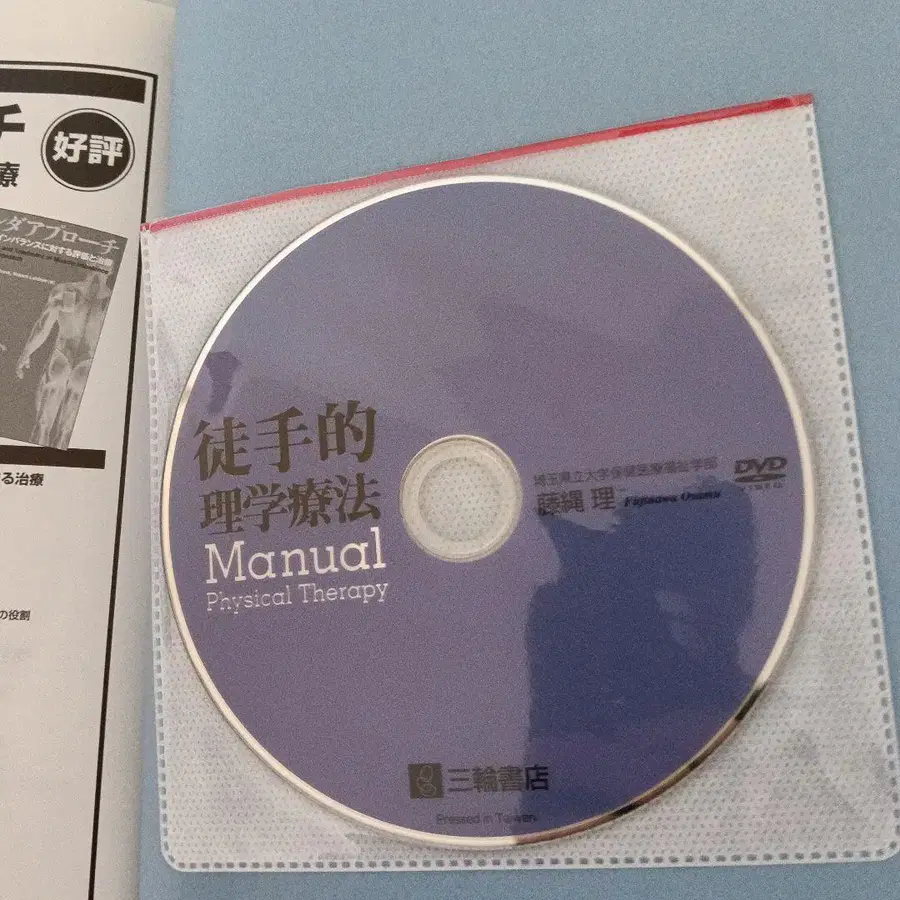 チ
好評
療
ンダアプローチ
インバランスに対する評価と治療
る治療
の役割
徒手的
理学療法
Manual
Physical Therapy
埼玉県立大学保健医療福祉学部
藤縄 理 Fujinawa Osamu
DVD
三輪書店
Pressed in Taiwan